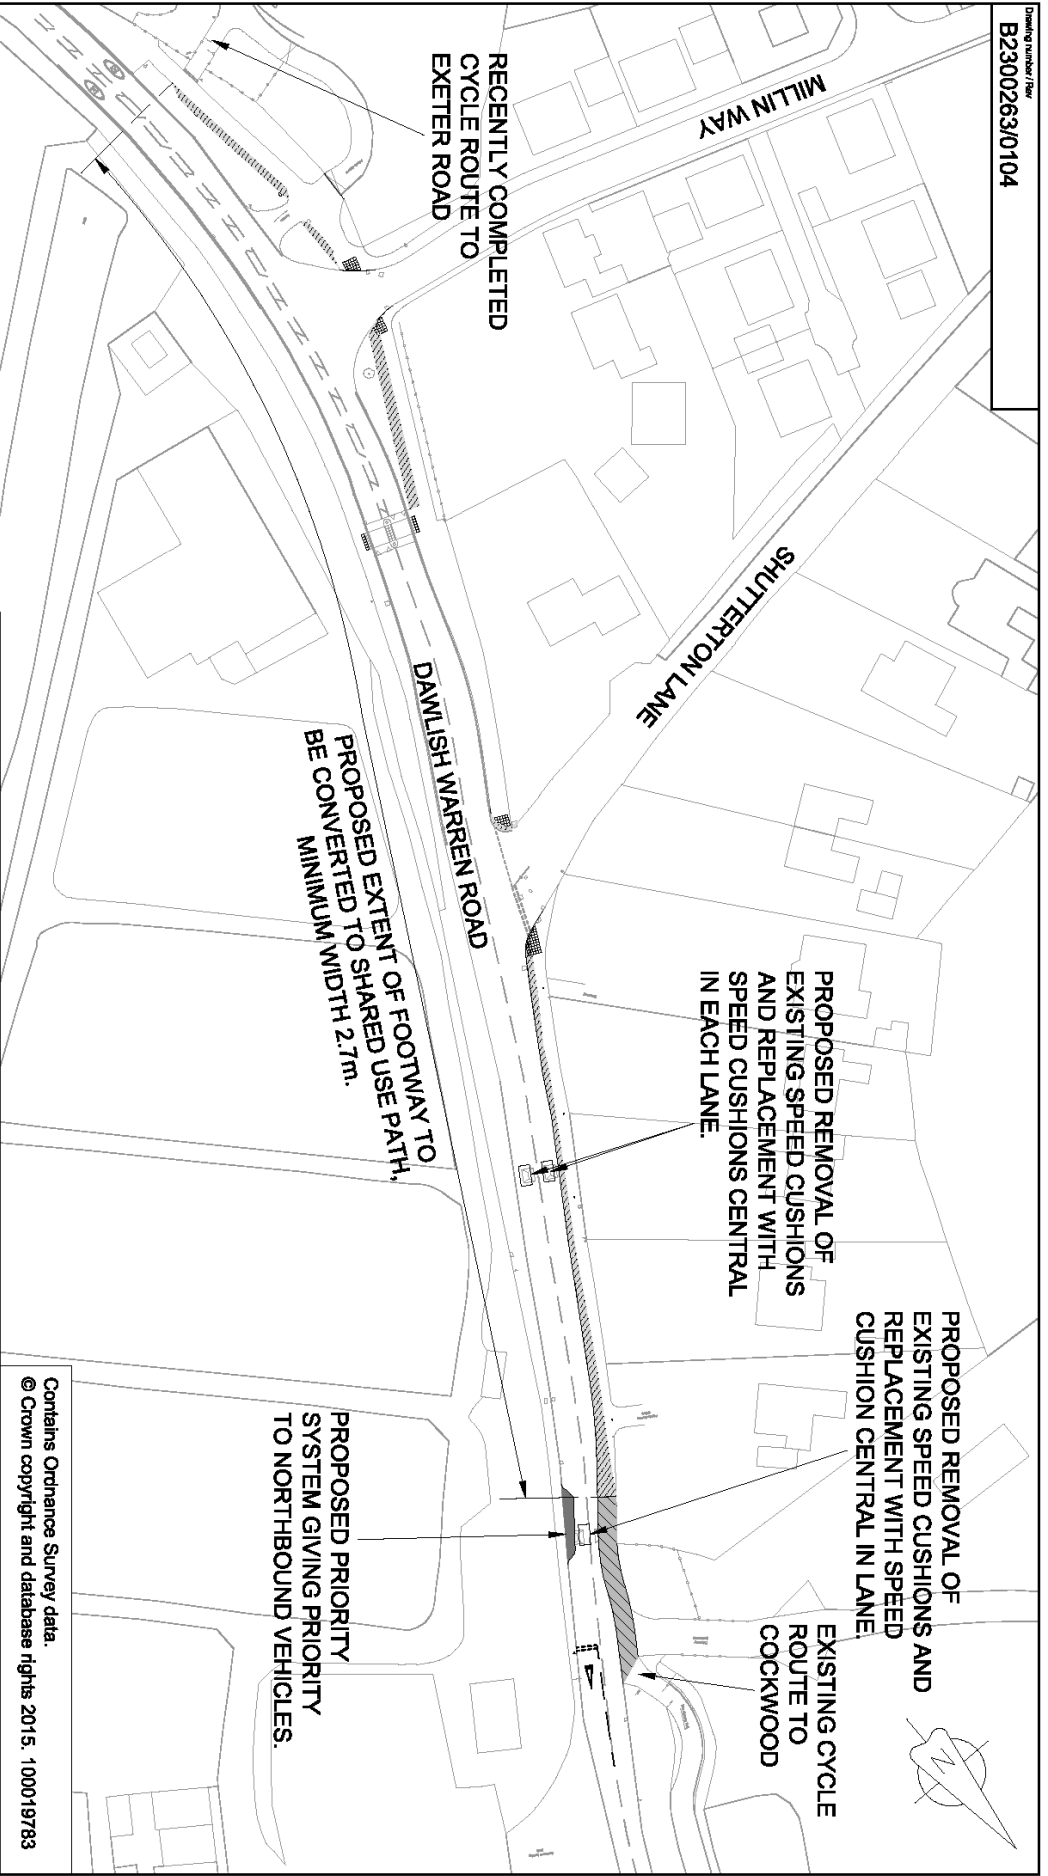 Drawing number / Rev
B2300263/0104
MILLIN WAY
RECENTLY COMPLETED
CYCLE ROUTE TO
EXETER ROAD
SHUTTERTON LANE
DAWLISH WARREN ROAD
PROPOSED EXTENT OF FOOTWAY TO
BE CONVERTED TO SHARED USE PATH,
MINIMUM WIDTH 2.7m.
PROPOSED REMOVAL OF
EXISTING SPEED CUSHIONS
AND REPLACEMENT WITH
SPEED CUSHIONS CENTRAL
IN EACH LANE.
PROPOSED REMOVAL OF
EXISTING SPEED CUSHIONS AND
REPLACEMENT WITH SPEED
CUSHION CENTRAL IN LANE.
EXISTING CYCLE
ROUTE TO
COCKWOOD
PROPOSED PRIORITY
SYSTEM GIVING PRIORITY
TO NORTHBOUND VEHICLES.
N
Contains Ordnance Survey data.
© Crown copyright and database rights 2015. 100019783